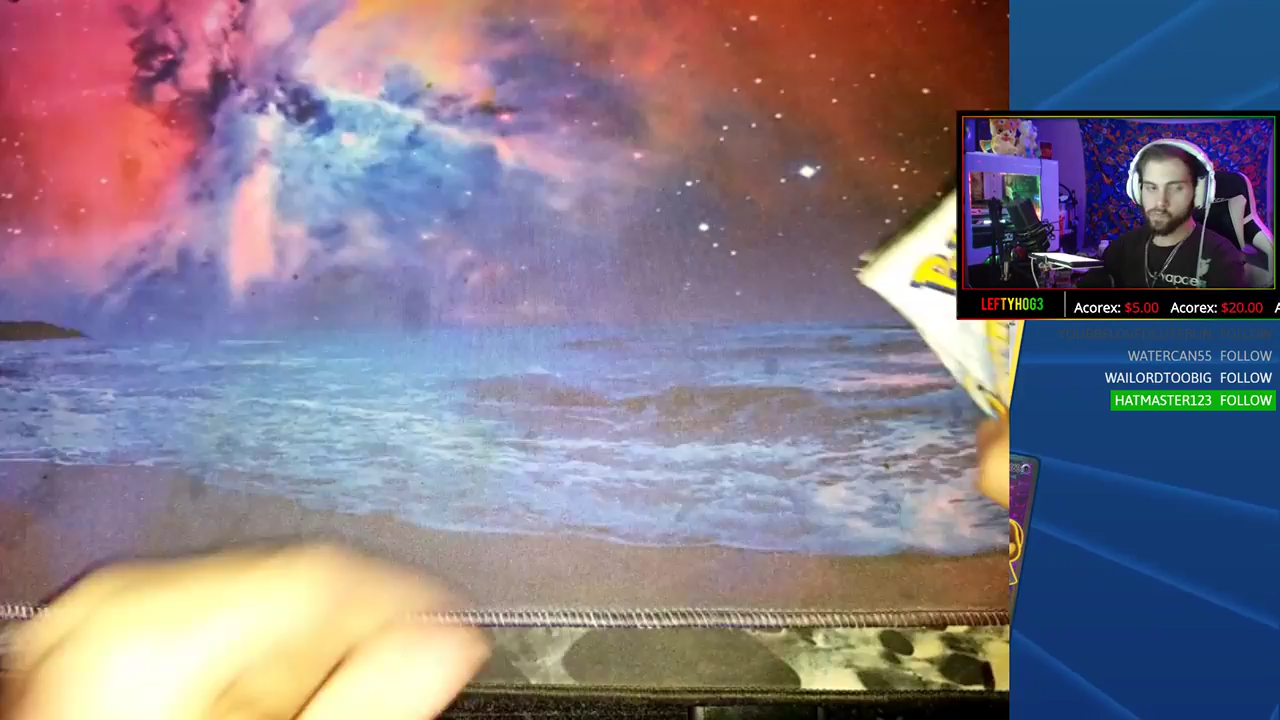 LEFTYHOG3
Acorex: $5.00 Acorex: $20.00 A
WATERCAN55 FOLLOW
WAILORDTOOBIG FOLLOW
HATMASTER123 FOLLOW